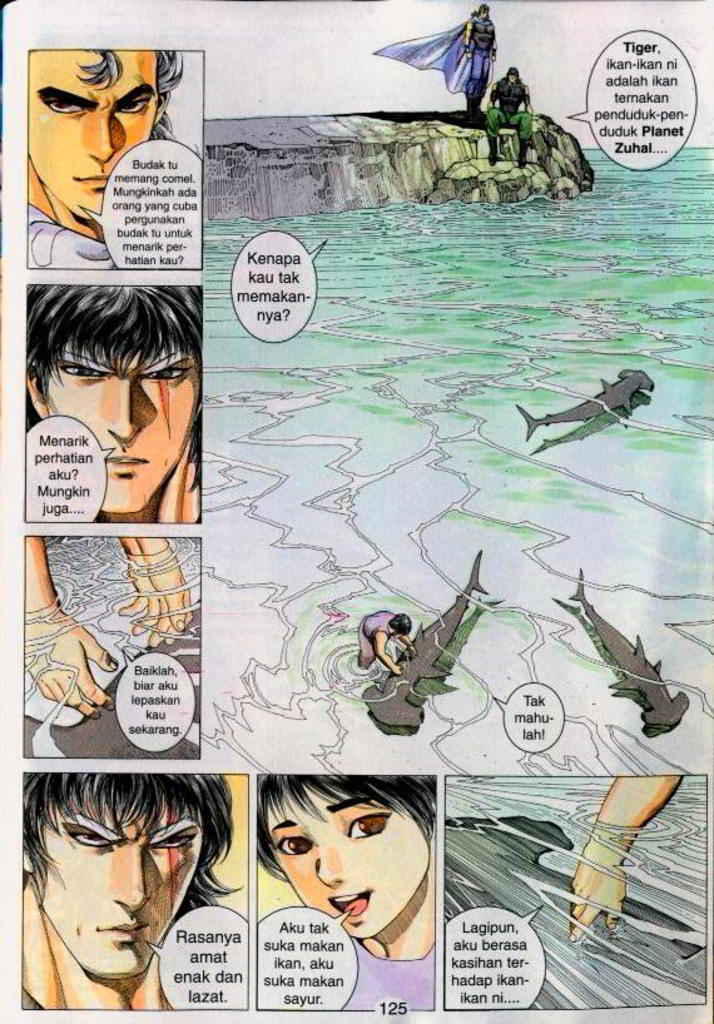 Tiger,
ikan-ikan ni
adalah ikan
ternakan
penduduk-pen-
duduk Planet
Zuhal....
Budak tu
memang comel.
Mungkinkah ada
orang yang cuba
pergunakan
budak tu untuk
menarik per-
hatian kau?
Kenapa
kau tak
memakan-
nya?
Menarik
perhatian
aku?
Mungkin
juga....
Baiklah,
biar aku
lepaskan
kau
sekarang.
Tak
mahu-
lah!
Rasanya
amat
enak dan
lazat.
Aku tak
suka makan
ikan, aku
suka makan
sayur.
Lagipun,
aku berasa
kasihan ter-
hadap ikan-
ikan ni....
125